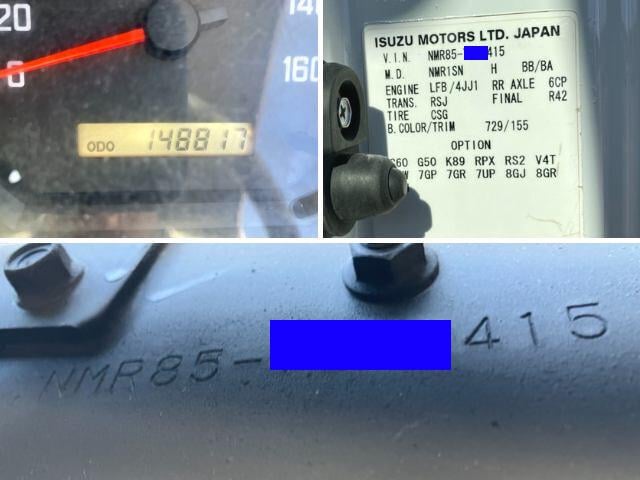 20
0
140
160
ODO 148817
ISUZU MOTORS LTD. JAPAN
V.I.N. NMR85- 415
M.D. NMR1SN H BB/BA
ENGINE LFB/4JJ1 RR AXLE 6CP
TRANS. RSJ FINAL R42
TIRE CSG
B.COLOR/TRIM 729/155
OPTION
G60 G50 K89 RPX RS2 V4T
7GP 7GR 7UP 8GJ 8GR
NMR85- 415